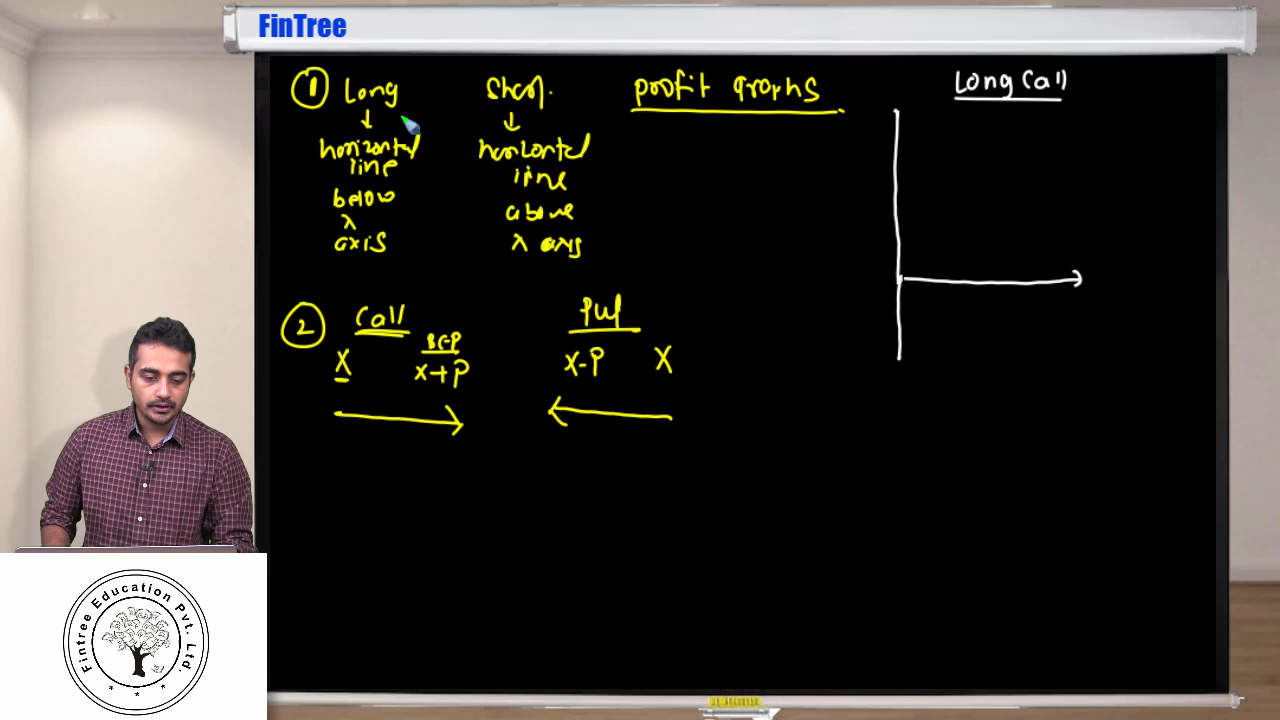 FinTree
① Long
↓
horizontal
line
below
x
axis
Short
↓
horizontal
line
above
x axis
profit graphs
Long Call
② Call
X
BEP
X+P
Put
X-P X
Fintree Education Pvt. Ltd.